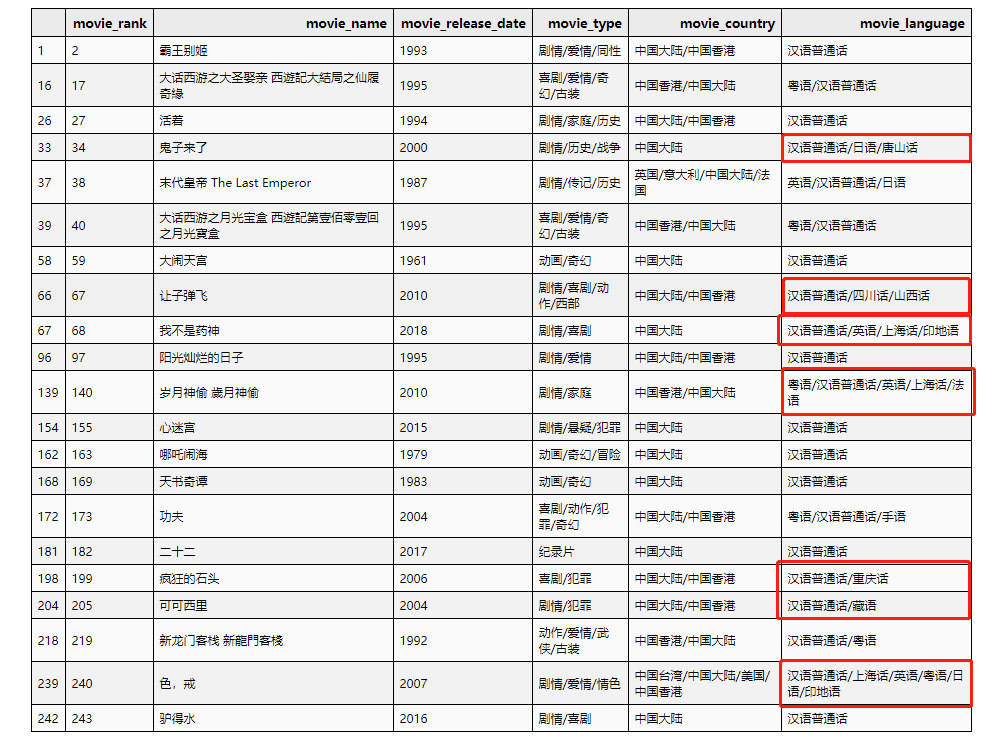 movie_rank movie_name movie_release_date movie_type movie_country movie_language
1 2 霸王别姬 1993 剧情/爱情/同性 中国大陆/中国香港 汉语普通话
16 17 大话西游之大圣娶亲 西遊記大结局之仙履 1995 喜剧/爱情/奇 中国香港/中国大陆 粤语/汉语普通话
奇缘 幻/古装
26 27 活着 1994 剧情/家庭/历史 中国大陆/中国香港 汉语普通话
33 34 鬼子来了 2000 剧情/历史/战争 中国大陆 汉语普通话/日语/唐山话
37 38 末代皇帝 The Last Emperor 1987 剧情/传记/历史 英国/意大利/中国大陆/法 英语/汉语普通话/日语
国
39 40 大话西游之月光宝盒 西遊記第壹佰零壹回 1995 喜剧/爱情/奇 中国香港/中国大陆 粤语/汉语普通话
之月光寶盒 幻/古装
58 59 大闹天宫 1961 动画/奇幻 中国大陆 汉语普通话
66 67 让子弹飞 2010 剧情/喜剧/动 中国大陆/中国香港 汉语普通话/四川话/山西话
作/西部
67 68 我不是药神 2018 剧情/喜剧 中国大陆 汉语普通话/英语/上海话/印地语
96 97 阳光灿烂的日子 1995 剧情/爱情 中国大陆/中国香港 汉语普通话
139 140 岁月神偷 歲月神偷 2010 剧情/家庭 中国香港/中国大陆 粤语/汉语普通话/英语/上海话/法
语
154 155 心迷宫 2015 剧情/悬疑/犯罪 中国大陆 汉语普通话
162 163 哪吒闹海 1979 动画/奇幻/冒险 中国大陆 汉语普通话
168 169 天书奇谭 1983 动画/奇幻 中国大陆 汉语普通话
172 173 功夫 2004 喜剧/动作/犯 中国大陆/中国香港 粤语/汉语普通话/手语
罪/奇幻
181 182 二十二 2017 纪录片 中国大陆 汉语普通话
198 199 疯狂的石头 2006 喜剧/犯罪 中国大陆/中国香港 汉语普通话/重庆话
204 205 可可西里 2004 剧情/犯罪 中国大陆/中国香港 汉语普通话/藏语
218 219 新龙门客栈 新龍門客棧 1992 动作/爱情/武 中国香港/中国大陆 汉语普通话/粤语
侠/古装
239 240 色，戒 2007 剧情/爱情/情色 中国台湾/中国大陆/美国/ 汉语普通话/上海话/英语/粤语/日
中国香港 语/印地语
242 243 驴得水 2016 剧情/喜剧 中国大陆 汉语普通话